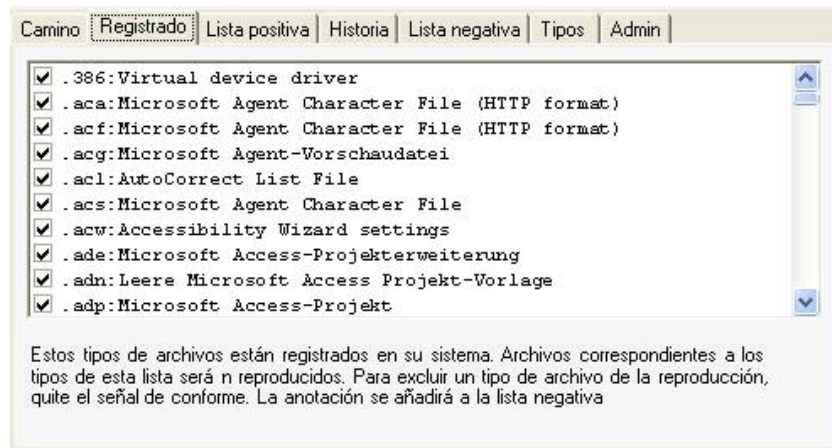 Camino Registrado Lista positiva Historia Lista negativa Tipos Admin
.386:Virtual device driver
.aca:Microsoft Agent Character File (HTTP format)
.acf:Microsoft Agent Character File (HTTP format)
.acg:Microsoft Agent-Vorschaudatei
.acl:AutoCorrect List File
.acs:Microsoft Agent Character File
.acw:Accessibility Wizard settings
.ade:Microsoft Access-Projekterweiterung
.adn:Leere Microsoft Access Projekt-Vorlage
.adp:Microsoft Access-Projekt
Estos tipos de archivos están registrados en su sistema. Archivos correspondientes a los
tipos de esta lista será n reproducidos. Para excluir un tipo de archivo de la reproducción,
quite el señal de conforme. La anotación se añadirá a la lista negativa